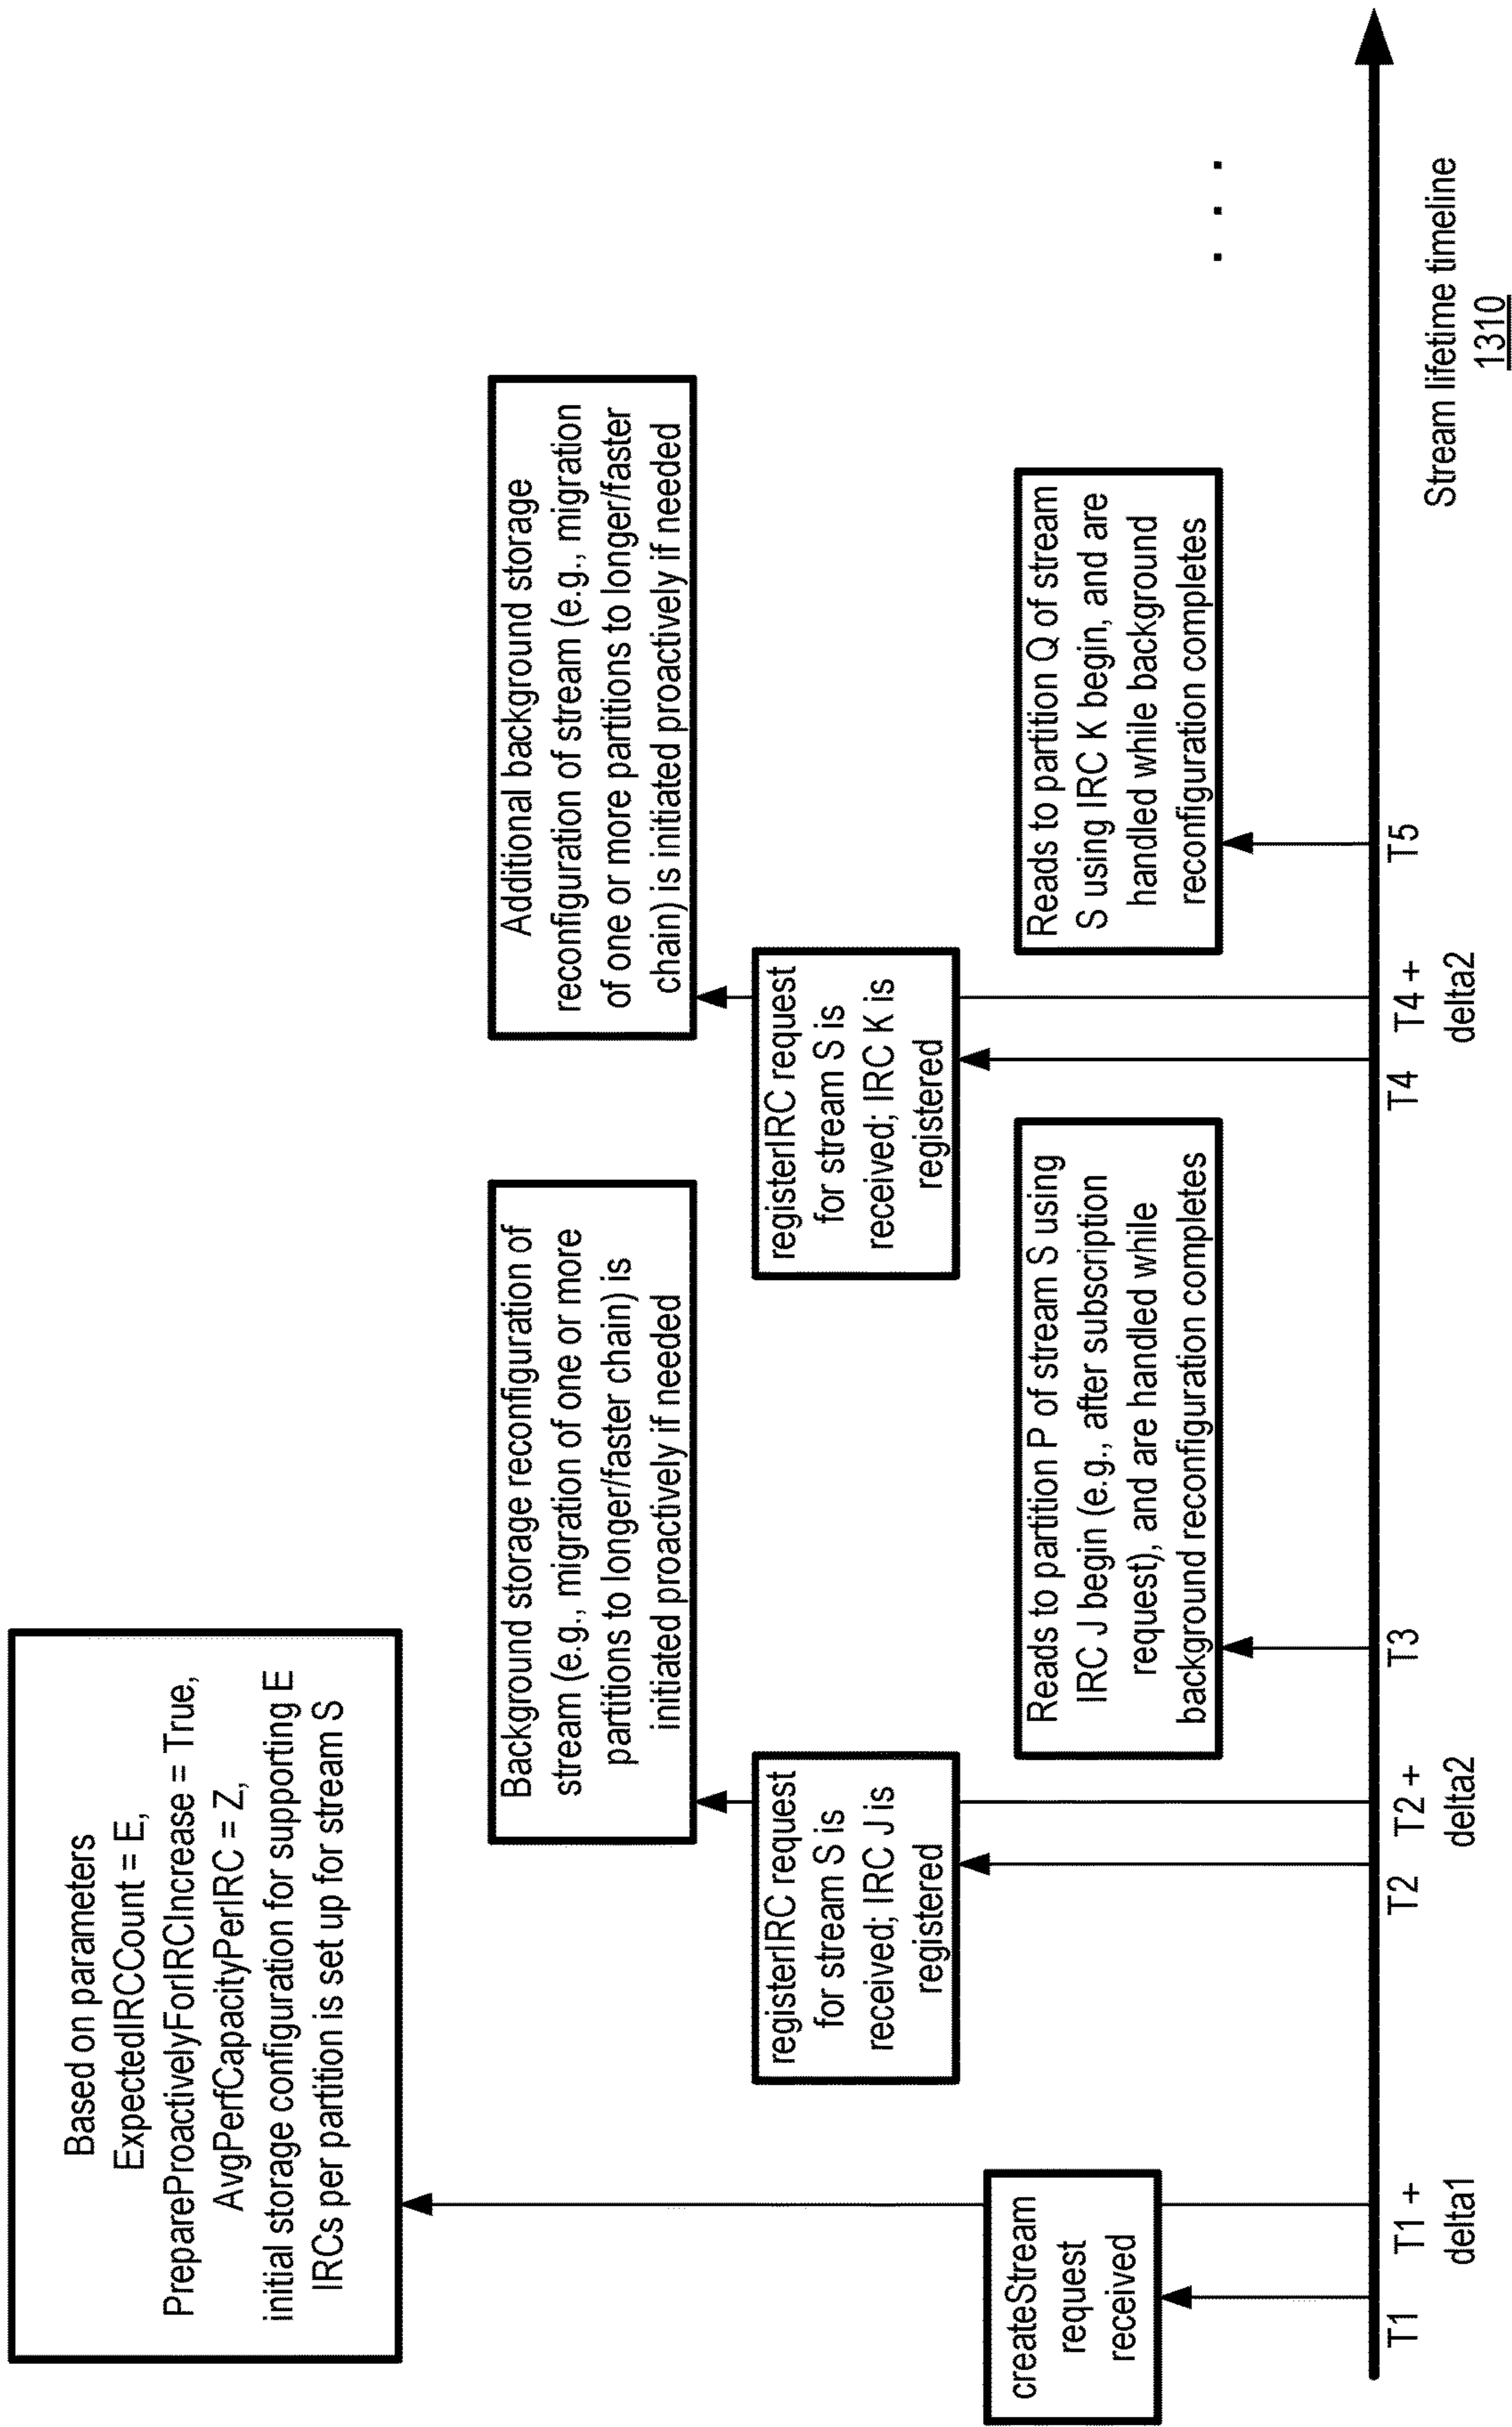 Based on parameters
ExpectedIRCCount = E,
PrepareProactivelyForIRCIncrease = True,
AvgPerfCapacityPerIRC = Z,
initial storage configuration for supporting E
IRCs per partition is set up for stream S
Background storage reconfiguration of
stream (e.g., migration of one or more
partitions to longer/faster chain) is
initiated proactively if needed
Additional background storage
reconfiguration of stream (e.g., migration
of one or more partitions to longer/faster
chain) is initiated proactively if needed
registerIRC request
for stream S is
received; IRC J is
registered
registerIRC request
for stream S is
received; IRC K is
registered
createStream
request
received
Reads to partition P of stream S using
IRC J begin (e.g., after subscription
request), and are handled while
background reconfiguration completes
Reads to partition Q of stream
S using IRC K begin, and are
handled while background
reconfiguration completes
. . .
T1
T1 +
delta1
T2
T2 +
delta2
T3
T4
T4 +
delta2
T5
Stream lifetime timeline
1310